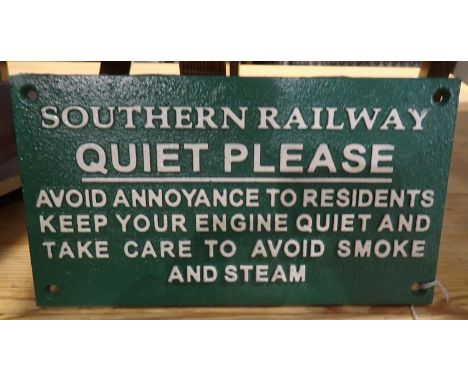 SOUTHERN RAILWAY
QUIET PLEASE
AVOID ANNOYANCE TO RESIDENTS
KEEP YOUR ENGINE QUIET AND
TAKE CARE TO AVOID SMOKE
AND STEAM